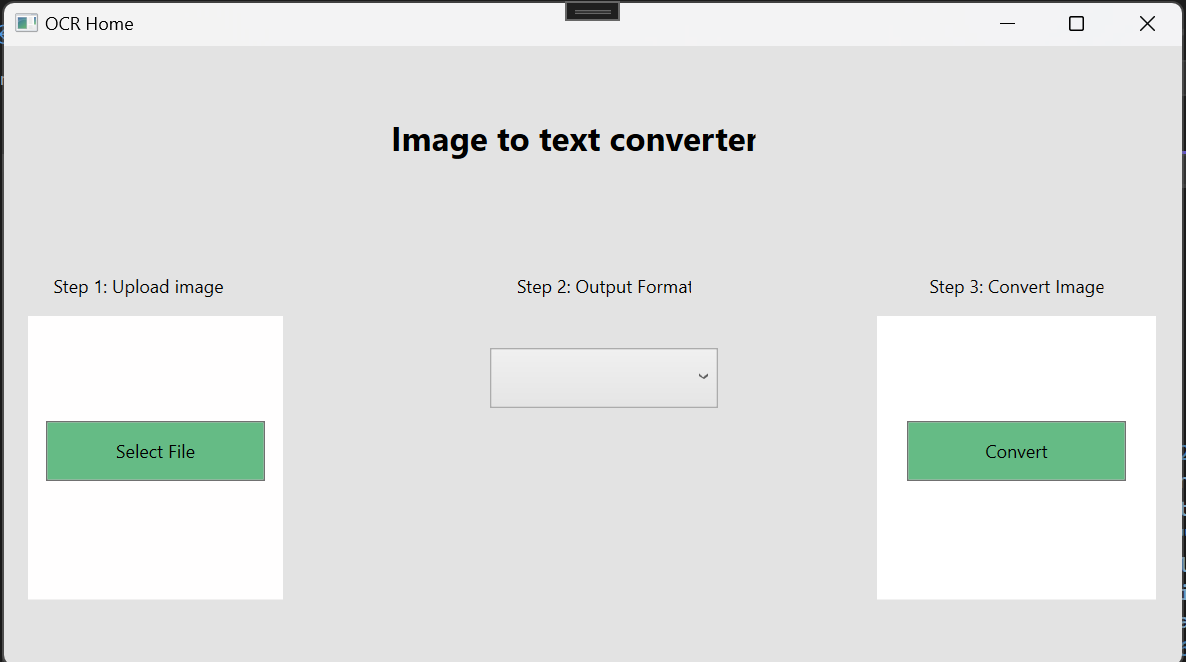 OCR Home
Image to text converter
Step 1: Upload image
Step 2: Output Format
Step 3: Convert Image
Select File
Convert